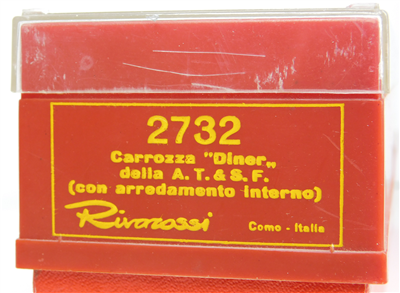 2732
Carrozza "Diner„
della A.T. & S.F.
(con arredamento interno)
Rivarossi Como - Italia